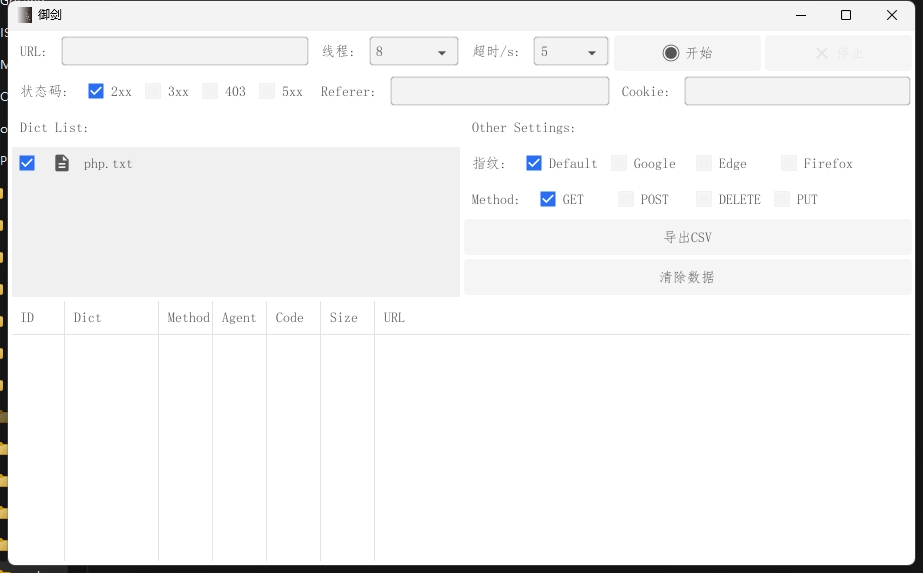 御剑
URL: 线程: 8 超时/s: 5 开始 停止
状态码: 2xx 3xx 403 5xx Referer: Cookie:
Dict List: Other Settings:
php.txt 指纹: Default Google Edge Firefox
Method: GET POST DELETE PUT
导出CSV
清除数据
ID Dict Method Agent Code Size URL